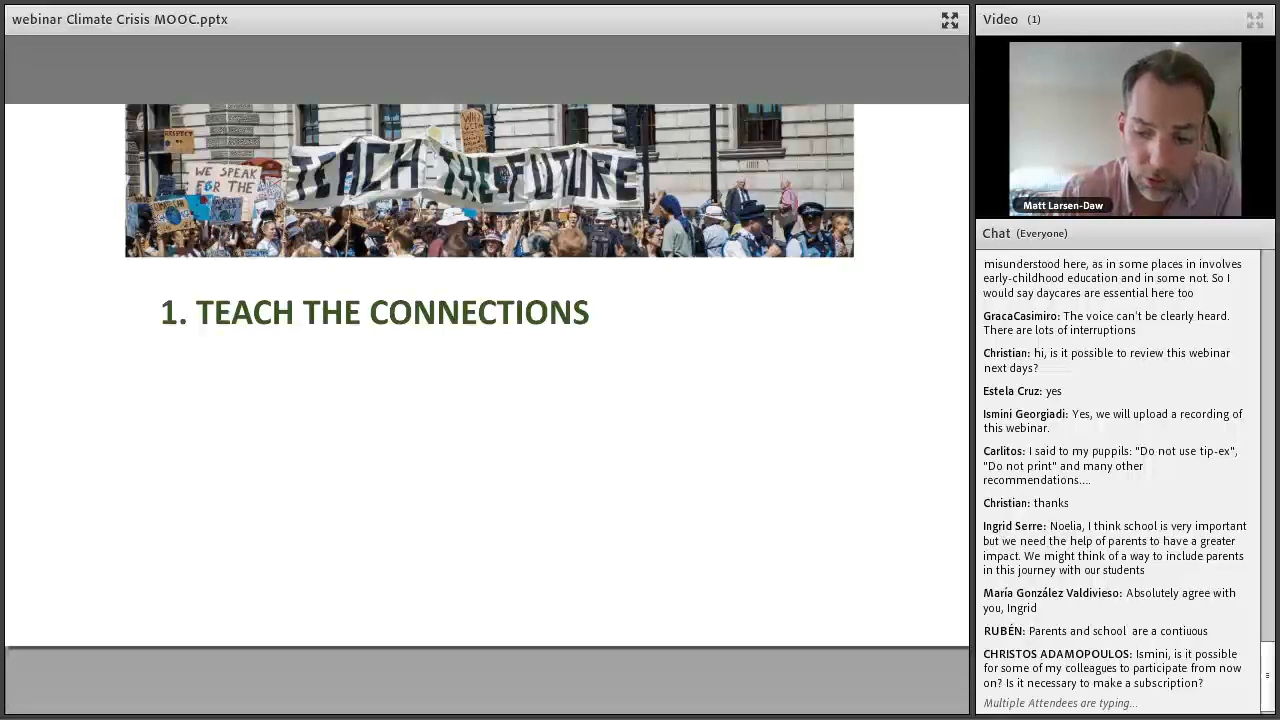 webinar Climate Crisis MOOC.pptx
RESPECT
WE SPEAK
FOR THE
TEACH THE FUTURE
1. TEACH THE CONNECTIONS
Video (1)
Matt Larsen-Daw
Chat (Everyone)
misunderstood here, as in some places in involves
early-childhood education and in some not. So I
would say daycares are essential here too
GracaCasimiro: The voice can't be clearly heard.
There are lots of interruptions
Christian: hi, is it possible to review this webinar
next days?
Estela Cruz: yes
Ismini Georgiadi: Yes, we will upload a recording of
this webinar.
Carlitos: I said to my puppils: "Do not use tip-ex",
"Do not print" and many other
recommendations....
Christian: thanks
Ingrid Serre: Noelia, I think school is very important
but we need the help of parents to have a greater
impact. We might think of a way to include parents
in this journey with our students
María González Valdivieso: Absolutely agree with
you, Ingrid
RUBÉN: Parents and school are a contiuous
CHRISTOS ADAMOPOULOS: Ismini, is it possible
for some of my colleagues to participate from now
on? Is it necessary to make a subscription?
Multiple Attendees are typing...